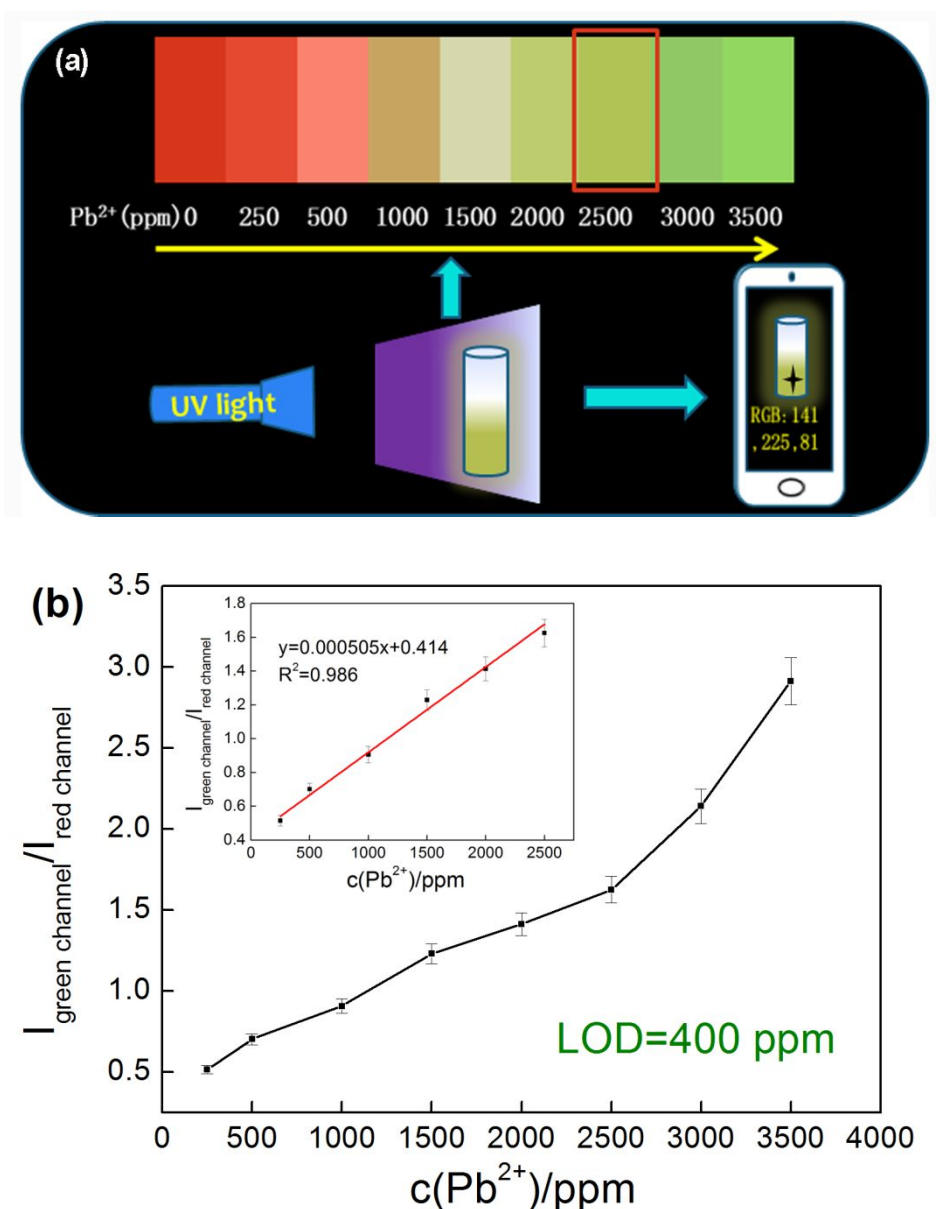 (a)
Pb²⁺(ppm) 0 250 500 1000 1500 2000 2500 3000 3500
UV light
RGB: 141
,225,81
(b)
I green channel/I red channel
3.5
3.0
2.5
2.0
1.5
1.0
0.5
0 500 1000 1500 2000 2500 3000 3500 4000
c(Pb²⁺)/ppm
LOD=400 ppm
I green channel/I red channel
1.8
1.6
1.4
1.2
1.0
0.8
0.6
0.4
y=0.000505x+0.414
R²=0.986
0 500 1000 1500 2000 2500
c(Pb²⁺)/ppm